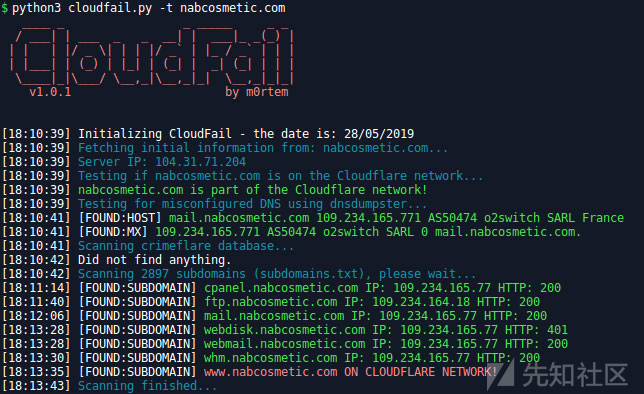 $ python3 cloudfail.py -t nabcosmetic.com
CloudFail
v1.0.1 by m0rtem
[18:10:39] Initializing CloudFail - the date is: 28/05/2019
[18:10:39] Fetching initial information from: nabcosmetic.com...
[18:10:39] Server IP: 104.31.71.204
[18:10:39] Testing if nabcosmetic.com is on the Cloudflare network...
[18:10:39] nabcosmetic.com is part of the Cloudflare network!
[18:10:39] Testing for misconfigured DNS using dnsdumpster...
[18:10:41] [FOUND:HOST] mail.nabcosmetic.com 109.234.165.771 AS50474 o2switch SARL France
[18:10:41] [FOUND:MX] 109.234.165.771 AS50474 o2switch SARL 0 mail.nabcosmetic.com.
[18:10:41] Scanning crimeflare database...
[18:10:42] Did not find anything.
[18:10:42] Scanning 2897 subdomains (subdomains.txt), please wait...
[18:11:14] [FOUND:SUBDOMAIN] cpanel.nabcosmetic.com IP: 109.234.165.77 HTTP: 200
[18:11:40] [FOUND:SUBDOMAIN] ftp.nabcosmetic.com IP: 109.234.164.18 HTTP: 200
[18:12:06] [FOUND:SUBDOMAIN] mail.nabcosmetic.com IP: 109.234.165.77 HTTP: 200
[18:13:28] [FOUND:SUBDOMAIN] webdisk.nabcosmetic.com IP: 109.234.165.77 HTTP: 401
[18:13:28] [FOUND:SUBDOMAIN] webmail.nabcosmetic.com IP: 109.234.165.77 HTTP: 200
[18:13:30] [FOUND:SUBDOMAIN] whm.nabcosmetic.com IP: 109.234.165.77 HTTP: 200
[18:13:35] [FOUND:SUBDOMAIN] www.nabcosmetic.com ON CLOUDFLARE NETWORK!
[18:13:43] Scanning finished...
先知社区